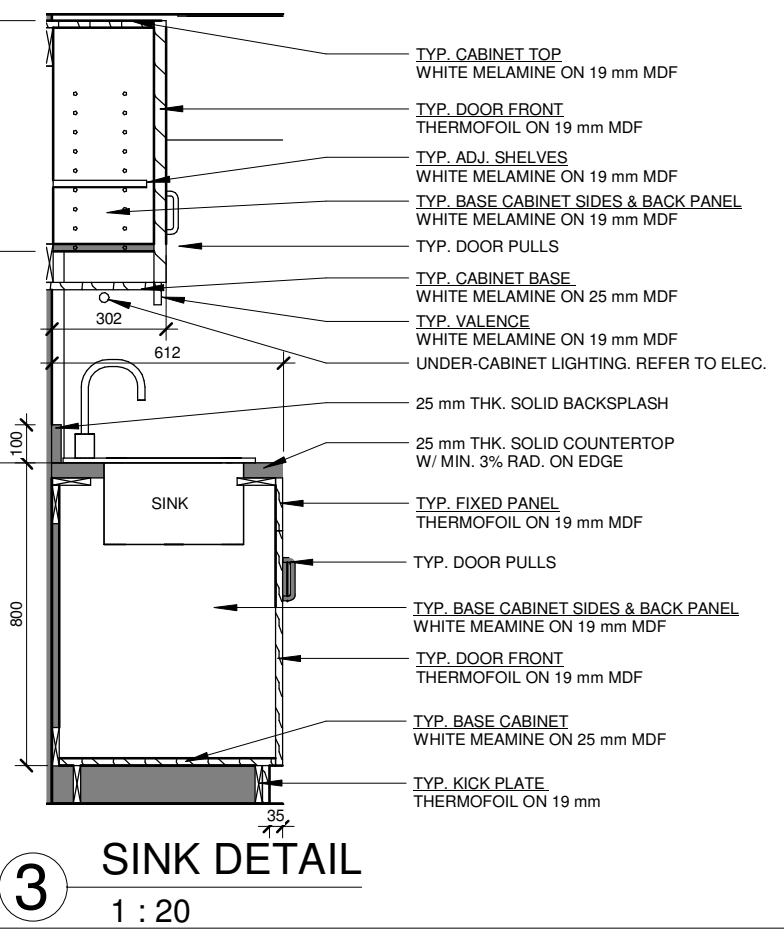 TYP. CABINET TOP
WHITE MELAMINE ON 19 mm MDF
TYP. DOOR FRONT
THERMOFOIL ON 19 mm MDF
TYP. ADJ. SHELVES
WHITE MELAMINE ON 19 mm MDF
TYP. BASE CABINET SIDES & BACK PANEL
WHITE MELAMINE ON 19 mm MDF
TYP. DOOR PULLS
TYP. CABINET BASE
WHITE MELAMINE ON 25 mm MDF
TYP. VALENCE
WHITE MELAMINE ON 19 mm MDF
302
612
UNDER-CABINET LIGHTING. REFER TO ELEC.
25 mm THK. SOLID BACKSPLASH
100
25 mm THK. SOLID COUNTERTOP
W/ MIN. 3% RAD. ON EDGE
SINK
TYP. FIXED PANEL
THERMOFOIL ON 19 mm MDF
TYP. DOOR PULLS
800
TYP. BASE CABINET SIDES & BACK PANEL
WHITE MEAMINE ON 19 mm MDF
TYP. DOOR FRONT
THERMOFOIL ON 19 mm MDF
TYP. BASE CABINET
WHITE MEAMINE ON 25 mm MDF
TYP. KICK PLATE
THERMOFOIL ON 19 mm
35
3 SINK DETAIL
1 : 20